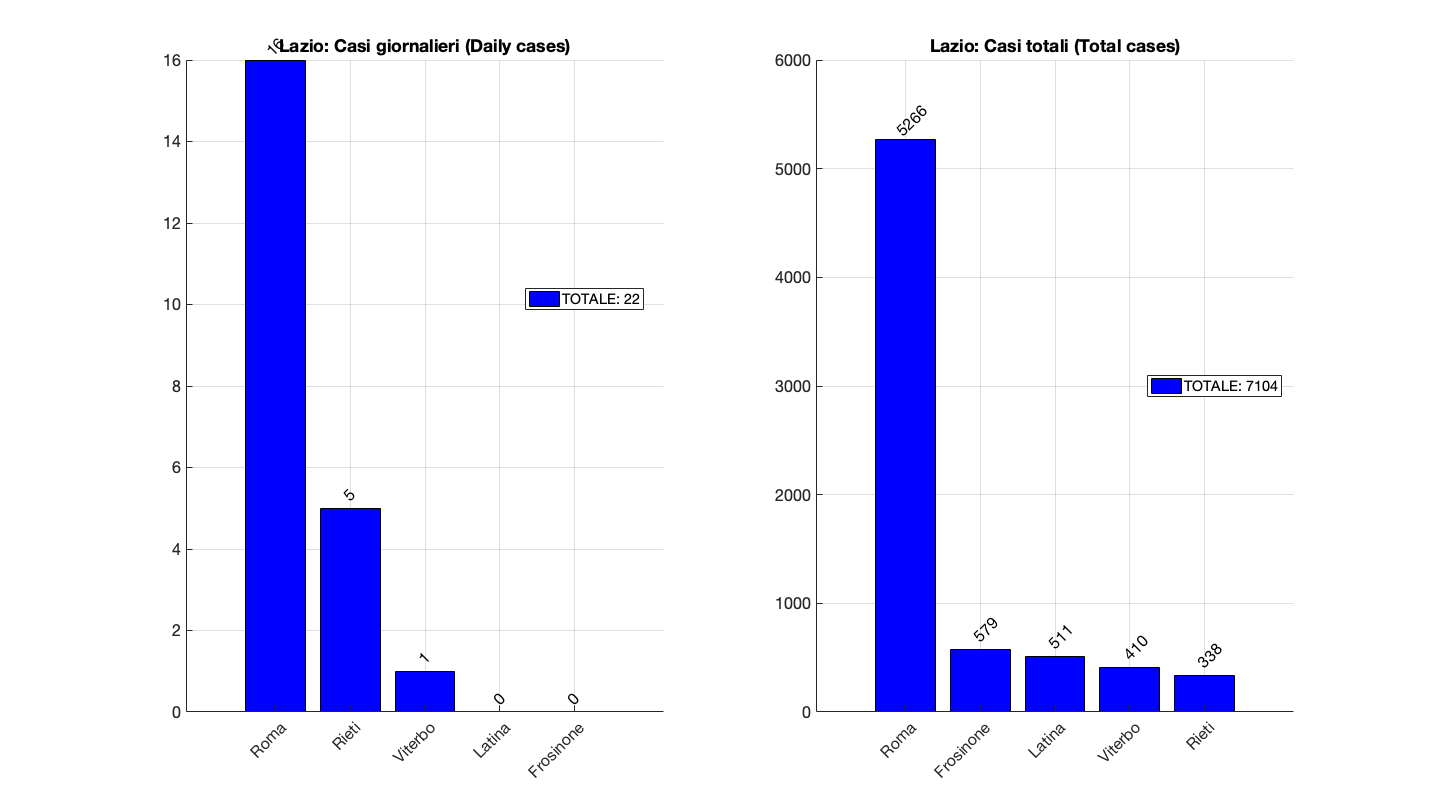 Lazio: Casi giornalieri (Daily cases)
16
16
14
12
10
8
6
4
2
0
5
1
0
0
TOTALE: 22
Roma
Rieti
Viterbo
Latina
Frosinone
Lazio: Casi totali (Total cases)
6000
5000
4000
3000
2000
1000
0
5266
579
511
410
338
TOTALE: 7104
Roma
Frosinone
Latina
Viterbo
Rieti